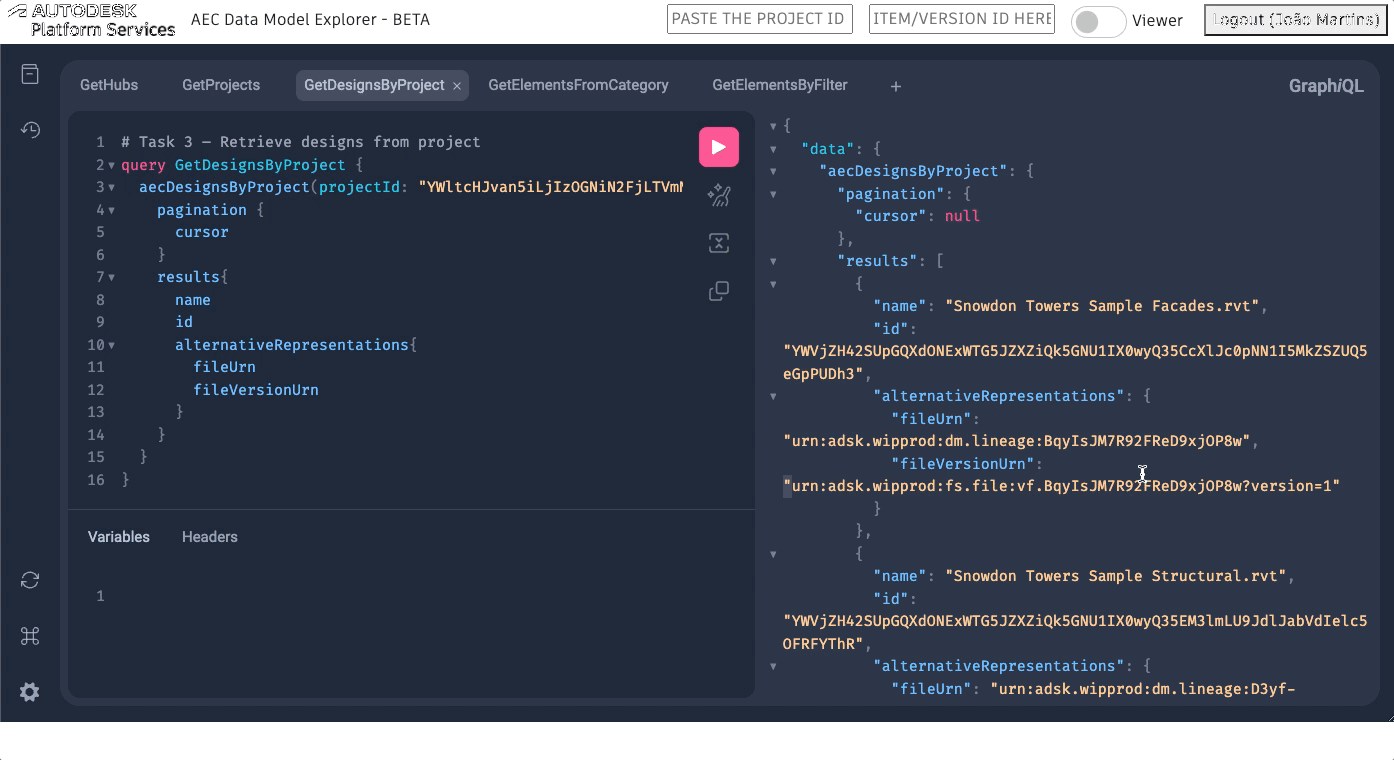 AUTODESK
Platform Services
AEC Data Model Explorer - BETA
PASTE THE PROJECT ID
ITEM/VERSION ID HERE
Viewer
Logout (João Martins)
GetHubs
GetProjects
GetDesignsByProject ×
GetElementsFromCategory
GetElementsByFilter
+
GraphiQL
1 # Task 3 – Retrieve designs from project
2 query GetDesignsByProject {
3 aecDesignsByProject(projectId: "YWltcHJvan5iLjIzOGNiN2FjLTVm
4 pagination {
5 cursor
6 }
7 results{
8 name
9 id
10 alternativeRepresentations{
11 fileUrn
12 fileVersionUrn
13 }
14 }
15 }
16 }
Variables
Headers
1
{
"data": {
"aecDesignsByProject": {
"pagination": {
"cursor": null
},
"results": [
{
"name": "Snowdon Towers Sample Facades.rvt",
"id":
"YWVjZH42SUpGQXdONExWTG5JZXZiQk5GNU1IX0wyQ35CcXlJc0pNN1I5MkZSZUQ5
eGpPUDh3",
"alternativeRepresentations": {
"fileUrn":
"urn:adsk.wipprod:dm.lineage:BqyIsJM7R92FReD9xjOP8w",
"fileVersionUrn":
"urn:adsk.wipprod:fs.file:vf.BqyIsJM7R92FReD9xjOP8w?version=1"
}
},
{
"name": "Snowdon Towers Sample Structural.rvt",
"id":
"YWVjZH42SUpGQXdONExWTG5JZXZiQk5GNU1IX0wyQ35EM3lmLU9JdlJabVdIelc5
OFRFYThR",
"alternativeRepresentations": {
"fileUrn": "urn:adsk.wipprod:dm.lineage:D3yf-